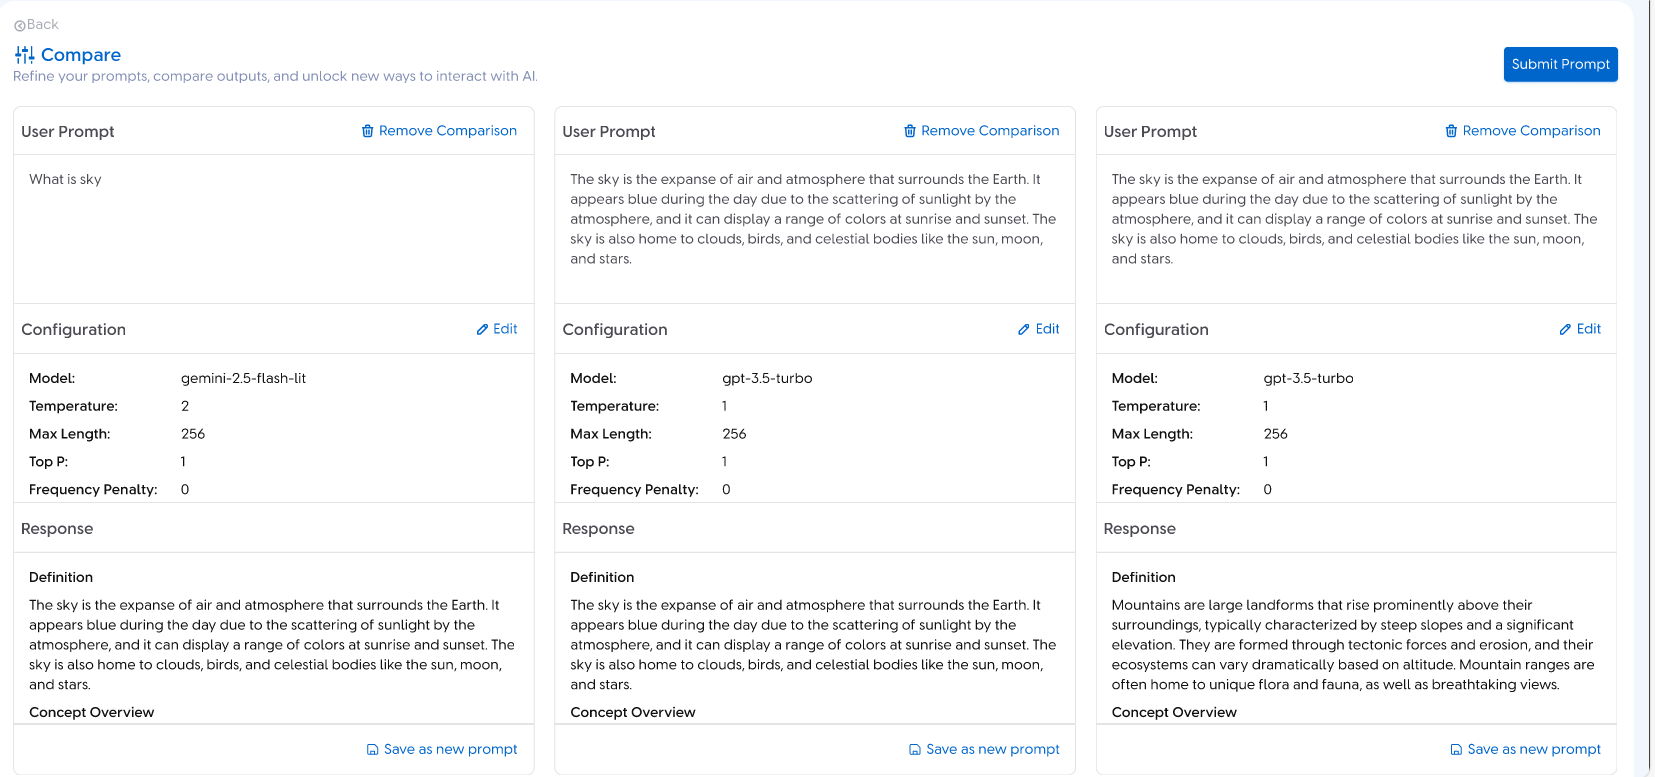 Back
Compare
Refine your prompts, compare outputs, and unlock new ways to interact with AI.
Submit Prompt
User Prompt
Remove Comparison
What is sky
Configuration
Edit
Model: gemini-2.5-flash-lit
Temperature: 2
Max Length: 256
Top P: 1
Frequency Penalty: 0
Response
Definition
The sky is the expanse of air and atmosphere that surrounds the Earth. It
appears blue during the day due to the scattering of sunlight by the
atmosphere, and it can display a range of colors at sunrise and sunset. The
sky is also home to clouds, birds, and celestial bodies like the sun, moon,
and stars.
Concept Overview
Save as new prompt
User Prompt
Remove Comparison
The sky is the expanse of air and atmosphere that surrounds the Earth. It
appears blue during the day due to the scattering of sunlight by the
atmosphere, and it can display a range of colors at sunrise and sunset. The
sky is also home to clouds, birds, and celestial bodies like the sun, moon,
and stars.
Configuration
Edit
Model: gpt-3.5-turbo
Temperature: 1
Max Length: 256
Top P: 1
Frequency Penalty: 0
Response
Definition
The sky is the expanse of air and atmosphere that surrounds the Earth. It
appears blue during the day due to the scattering of sunlight by the
atmosphere, and it can display a range of colors at sunrise and sunset. The
sky is also home to clouds, birds, and celestial bodies like the sun, moon,
and stars.
Concept Overview
Save as new prompt
User Prompt
Remove Comparison
The sky is the expanse of air and atmosphere that surrounds the Earth. It
appears blue during the day due to the scattering of sunlight by the
atmosphere, and it can display a range of colors at sunrise and sunset. The
sky is also home to clouds, birds, and celestial bodies like the sun, moon,
and stars.
Configuration
Edit
Model: gpt-3.5-turbo
Temperature: 1
Max Length: 256
Top P: 1
Frequency Penalty: 0
Response
Definition
Mountains are large landforms that rise prominently above their
surroundings, typically characterized by steep slopes and a significant
elevation. They are formed through tectonic forces and erosion, and their
ecosystems can vary dramatically based on altitude. Mountain ranges are
often home to unique flora and fauna, as well as breathtaking views.
Concept Overview
Save as new prompt